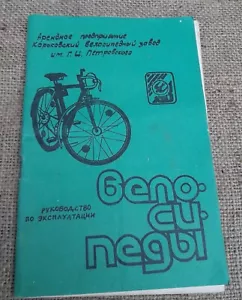 Арендное предприятие
Харьковский велосипедный завод
им. Г.И. Петровского
РУКОВОДСТВО
ПО ЭКСПЛУАТАЦИИ
вело·
си·
педы